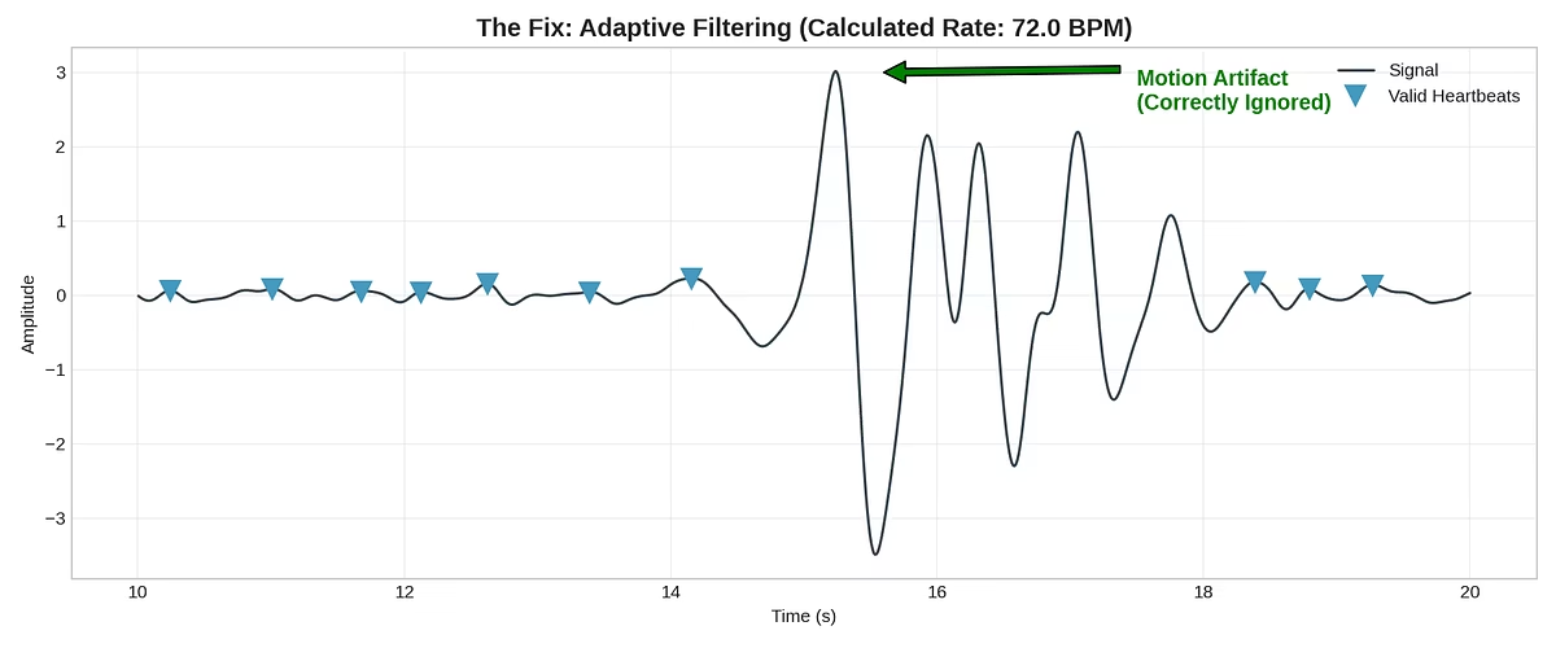 The Fix: Adaptive Filtering (Calculated Rate: 72.0 BPM)
Motion Artifact
(Correctly Ignored)
Signal
Valid Heartbeats
Amplitude
3
2
1
0
−1
−2
−3
10
12
14
16
18
20
Time (s)